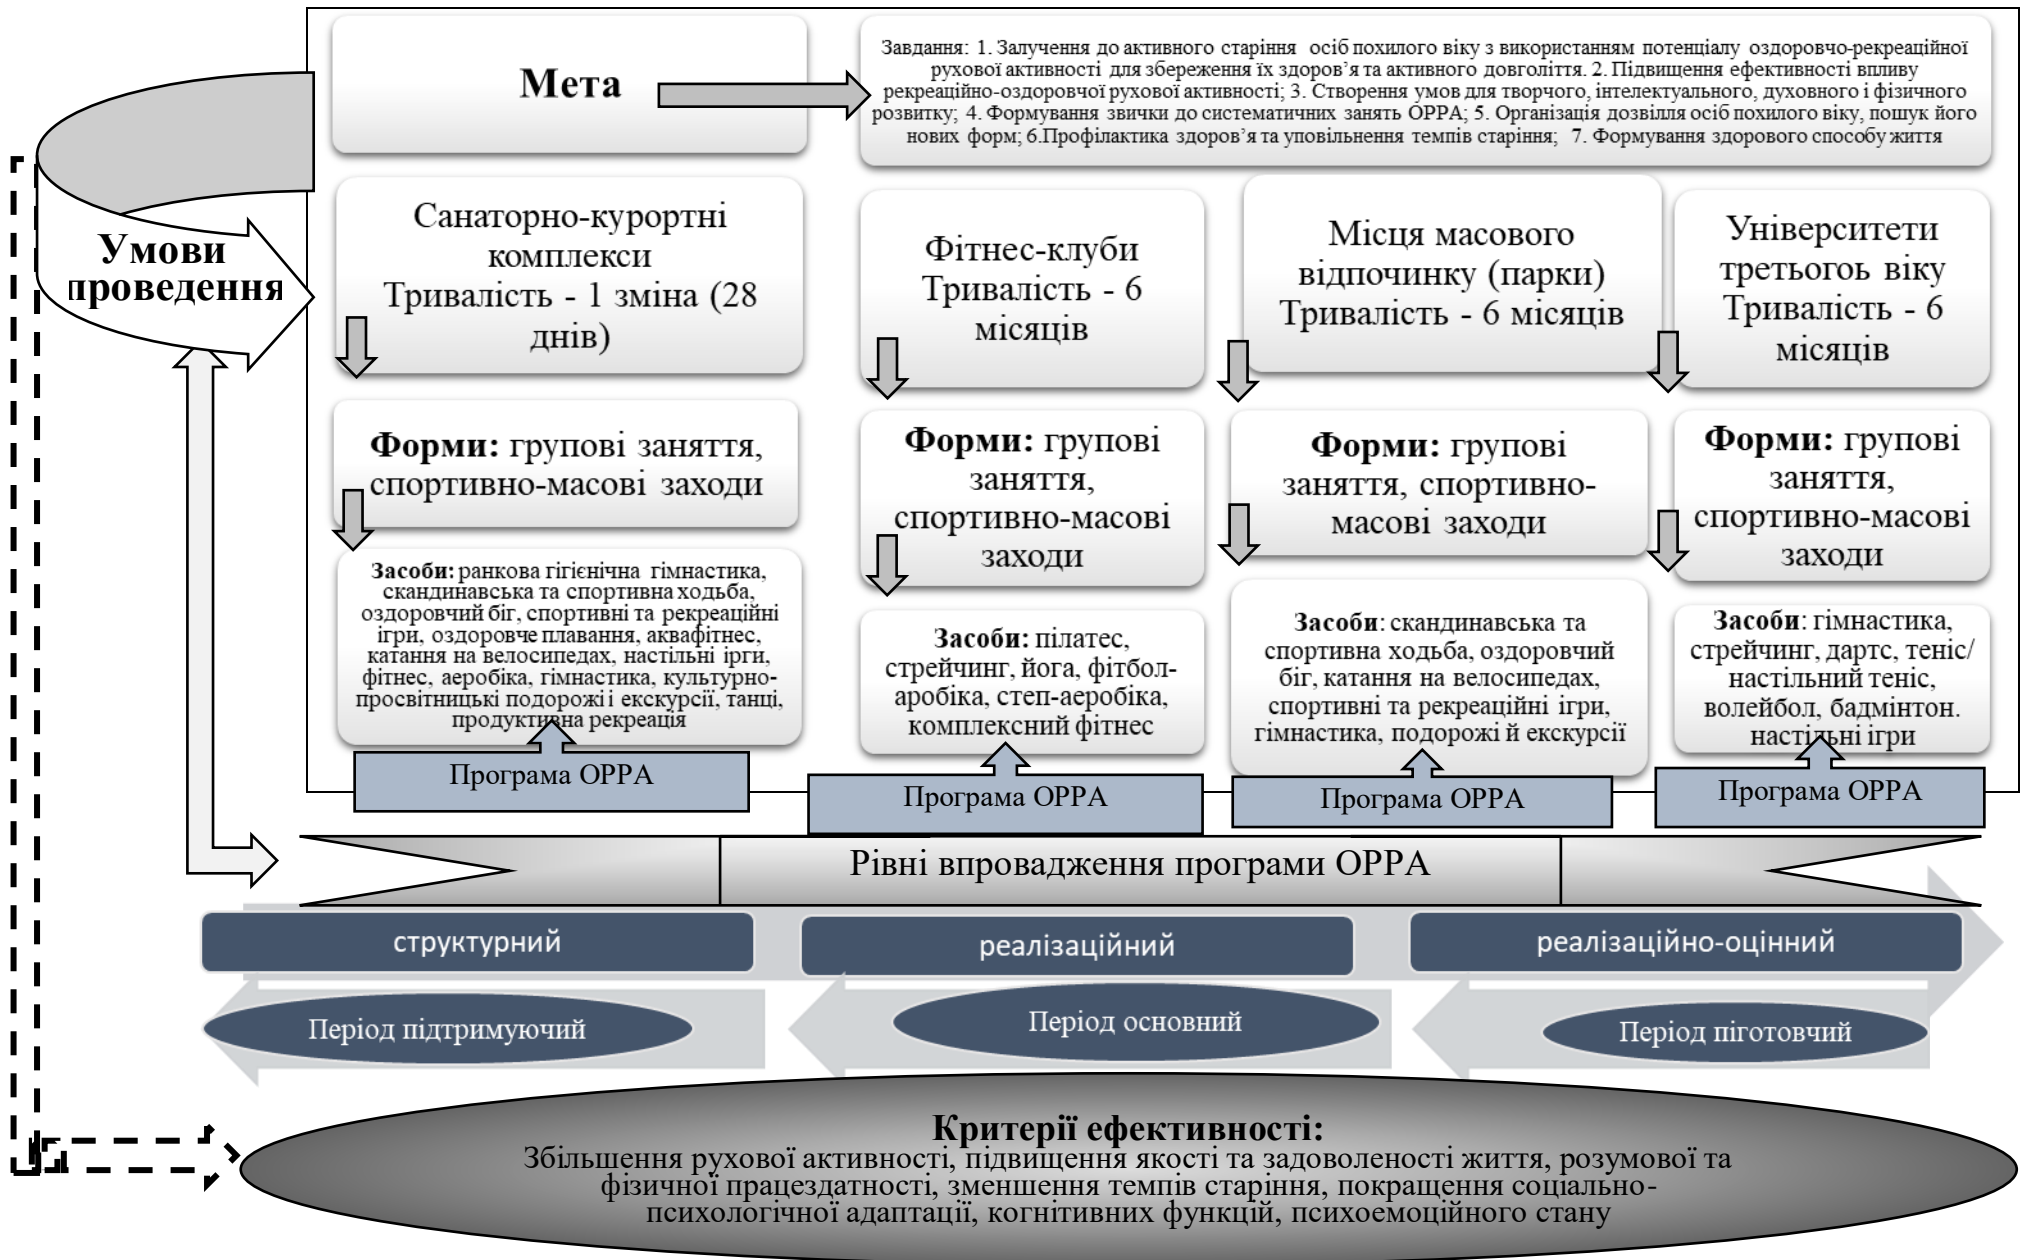 Мета
Завдання: 1. Залучення до активного старіння осіб похилого віку з використанням потенціалу оздоровчо-рекреаційної
рухової активності для збереження їх здоров’я та активного довголіття. 2. Підвищення ефективності впливу
рекреаційно-оздоровчої рухової активності; 3. Створення умов для творчого, інтелектуального, духовного і фізичного
розвитку; 4. Формування звички до систематичних занять ОРРА; 5. Організація дозвілля осіб похилого віку, пошук його
нових форм; 6.Профілактика здоров’я та уповільнення темпів старіння; 7. Формування здорового способу життя
Умови
проведення
Санаторно-курортні
комплекси
Тривалість - 1 зміна (28
днів)
Фітнес-клуби
Тривалість - 6
місяців
Місця масового
відпочинку (парки)
Тривалість - 6 місяців
Університети
третьогоь віку
Тривалість - 6
місяців
Форми: групові заняття,
спортивно-масові заходи
Форми: групові
заняття,
спортивно-масові
заходи
Форми: групові
заняття, спортивно-
масові заходи
Форми: групові
заняття,
спортивно-масові
заходи
Засоби: ранкова гігієнічна гімнастика,
скандинавська та спортивна ходьба,
оздоровчий біг, спортивні та рекреаційні
ігри, оздоровче плавання, аквафітнес,
катання на велосипедах, настільні ірги,
фітнес, аеробіка, гімнастика, культурно-
просвітницькі подорожі і екскурсії, танці,
продуктивна рекреація
Засоби: пілатес,
стрейчинг, йога, фітбол-
аробіка, степ-аеробіка,
комплексний фітнес
Засоби: скандинавська та
спортивна ходьба, оздоровчий
біг, катання на велосипедах,
спортивні та рекреаційні ігри,
гімнастика, подорожі й екскурсії
Засоби: гімнастика,
стрейчинг, дартс, теніс/
настільний теніс,
волейбол, бадмінтон.
настільні ігри
Програма ОРРА
Програма ОРРА
Програма ОРРА
Програма ОРРА
Рівні впровадження програми ОРРА
структурний
реалізаційний
реалізаційно-оцінний
Період підтримуючий
Період основний
Період піготовчий
Критерії ефективності:
Збільшення рухової активності, підвищення якості та задоволеності життя, розумової та
фізичної працездатності, зменшення темпів старіння, покращення соціально-
психологічної адаптації, когнітивних функцій, психоемоційного стану